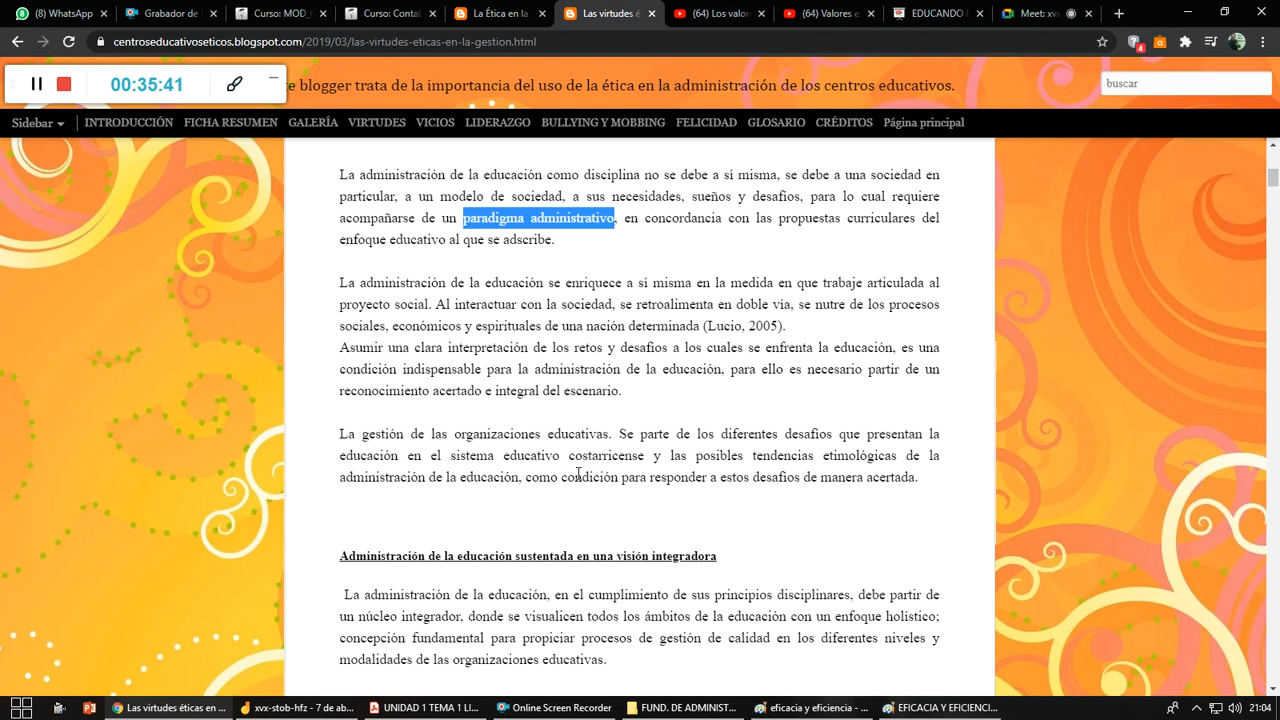 (8) WhatsApp
Grabador de
Curso: MOD_
Curso: Contab
La Ética en la
Las virtudes é
(64) Los valor
(64) Valores e
EDUCANDO E
Meet: xvx
centroseducativoseticos.blogspot.com/2019/03/las-virtudes-eticas-en-la-gestion.html
4
00:35:41
te blogger trata de la importancia del uso de la ética en la administración de los centros educativos.
buscar
Sidebar
INTRODUCCIÓN
FICHA RESUMEN
GALERÍA
VIRTUDES
VICIOS
LIDERAZGO
BULLYING Y MOBBING
FELICIDAD
GLOSARIO
CRÉDITOS
Página principal
La administración de la educación como disciplina no se debe a sí misma, se debe a una sociedad en
particular, a un modelo de sociedad, a sus necesidades, sueños y desafíos, para lo cual requiere
acompañarse de un paradigma administrativo, en concordancia con las propuestas curriculares del
enfoque educativo al que se adscribe.
La administración de la educación se enriquece a sí misma en la medida en que trabaje articulada al
proyecto social. Al interactuar con la sociedad, se retroalimenta en doble vía, se nutre de los procesos
sociales, económicos y espirituales de una nación determinada (Lucio, 2005).
Asumir una clara interpretación de los retos y desafíos a los cuales se enfrenta la educación, es una
condición indispensable para la administración de la educación, para ello es necesario partir de un
reconocimiento acertado e integral del escenario.
La gestión de las organizaciones educativas. Se parte de los diferentes desafíos que presentan la
educación en el sistema educativo costarricense y las posibles tendencias etimológicas de la
administración de la educación, como condición para responder a estos desafíos de manera acertada.
Administración de la educación sustentada en una visión integradora
La administración de la educación, en el cumplimiento de sus principios disciplinares, debe partir de
un núcleo integrador, donde se visualicen todos los ámbitos de la educación con un enfoque holístico;
concepción fundamental para propiciar procesos de gestión de calidad en los diferentes niveles y
modalidades de las organizaciones educativas.
Las virtudes éticas en ...
xvx-stob-hfz - 7 de ab...
UNIDAD 1 TEMA 1 LI...
Online Screen Recorder
FUND. DE ADMINIST...
eficacia y eficiencia - ...
EFICACIA Y EFICIENCI...
21:04